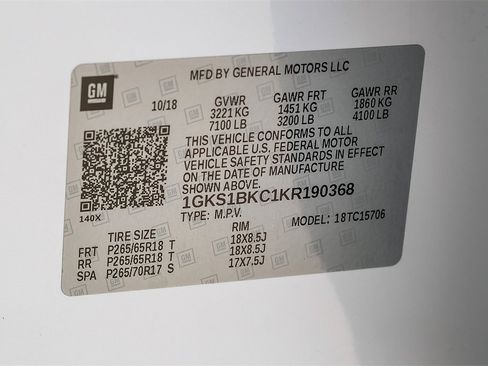 GM
MFD BY GENERAL MOTORS LLC
10/18 GVWR GAWR FRT GAWR RR
3221 KG 1451 KG 1860 KG
7100 LB 3200 LB 4100 LB
THIS VEHICLE CONFORMS TO ALL
APPLICABLE U.S. FEDERAL MOTOR
VEHICLE SAFETY STANDARDS IN EFFECT
ON THE DATE OF MANUFACTURE
SHOWN ABOVE.
1GKS1BKC1KR190368
140X TYPE: M.P.V. MODEL: 18TC15706
TIRE SIZE RIM
FRT P265/65R18 T 18X8.5J
RR P265/65R18 T 18X8.5J
SPA P265/70R17 S 17X7.5J